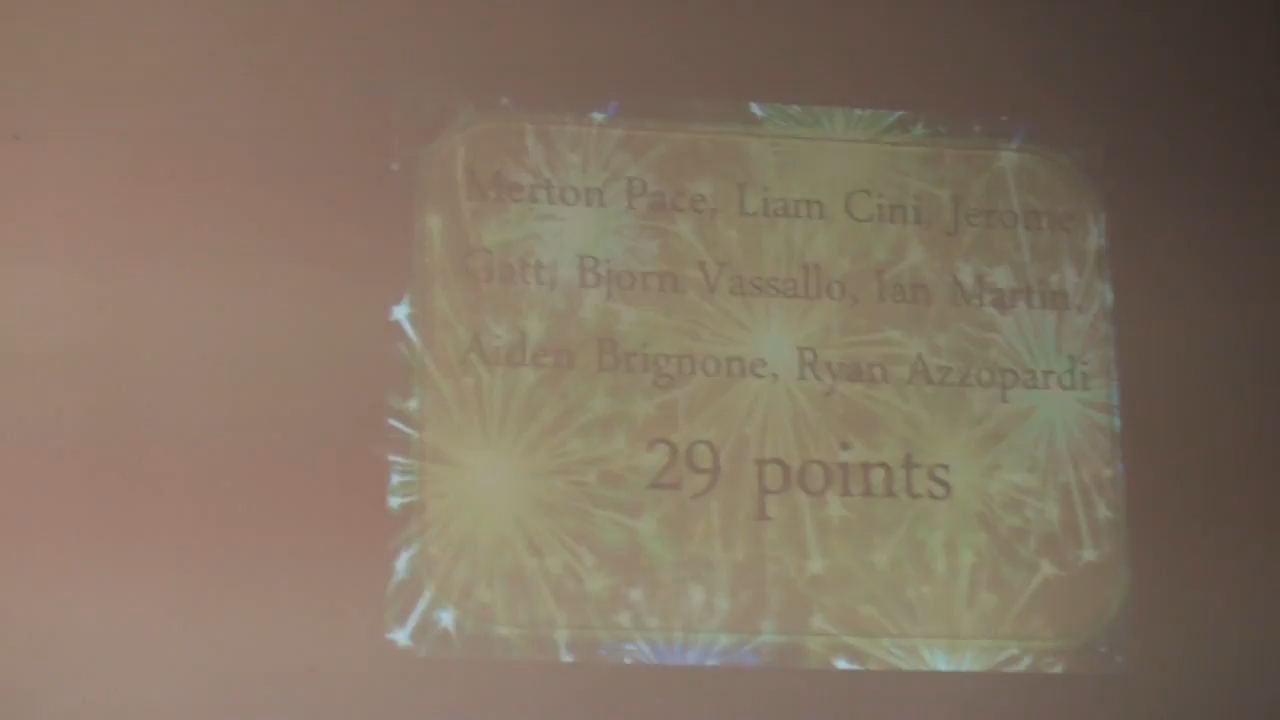 Merton Pace, Liam Cini, Jerome
Gatt, Bjorn Vassallo, Ian Martin,
Aiden Brignone, Ryan Azzopardi
29 points